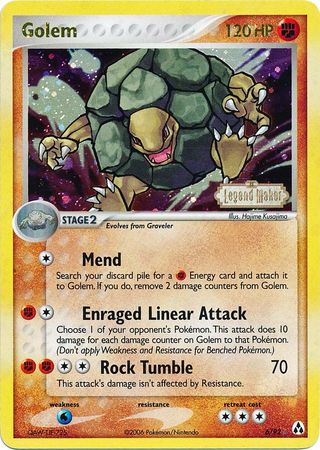 Golem
120 HP
Legend Maker
Illus. Hajime Kusajima
STAGE 2
Evolves from Graveler
Mend
Search your discard pile for a Energy card and attach it
to Golem. If you do, remove 2 damage counters from Golem.
Enraged Linear Attack
Choose 1 of your opponent's Pokémon. This attack does 10
damage for each damage counter on Golem to that Pokémon.
(Don't apply Weakness and Resistance for Benched Pokémon.)
Rock Tumble 70
This attack's damage isn't affected by Resistance.
weakness resistance retreat cost
©2006 Pokémon/Nintendo
6/92